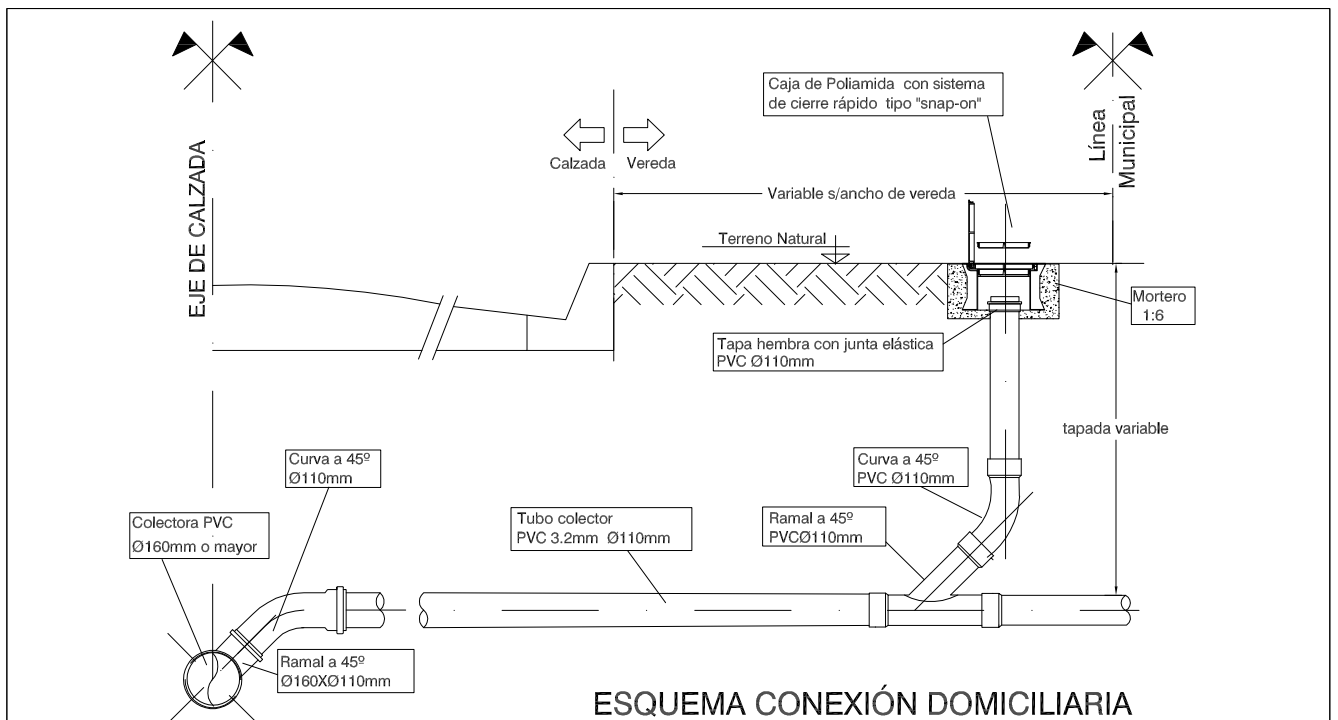 Caja de Poliamida con sistema
de cierre rápido tipo "snap-on"
EJE DE CALZADA
Calzada
Vereda
Línea
Municipal
Variable s/ancho de vereda
Terreno Natural
Mortero
1:6
Tapa hembra con junta elástica
PVC Ø110mm
tapada variable
Curva a 45º
Ø110mm
Curva a 45º
PVC Ø110mm
Colectora PVC
Ø160mm o mayor
Tubo colector
PVC 3.2mm Ø110mm
Ramal a 45º
PVCØ110mm
Ramal a 45º
Ø160XØ110mm
ESQUEMA CONEXIÓN DOMICILIARIA